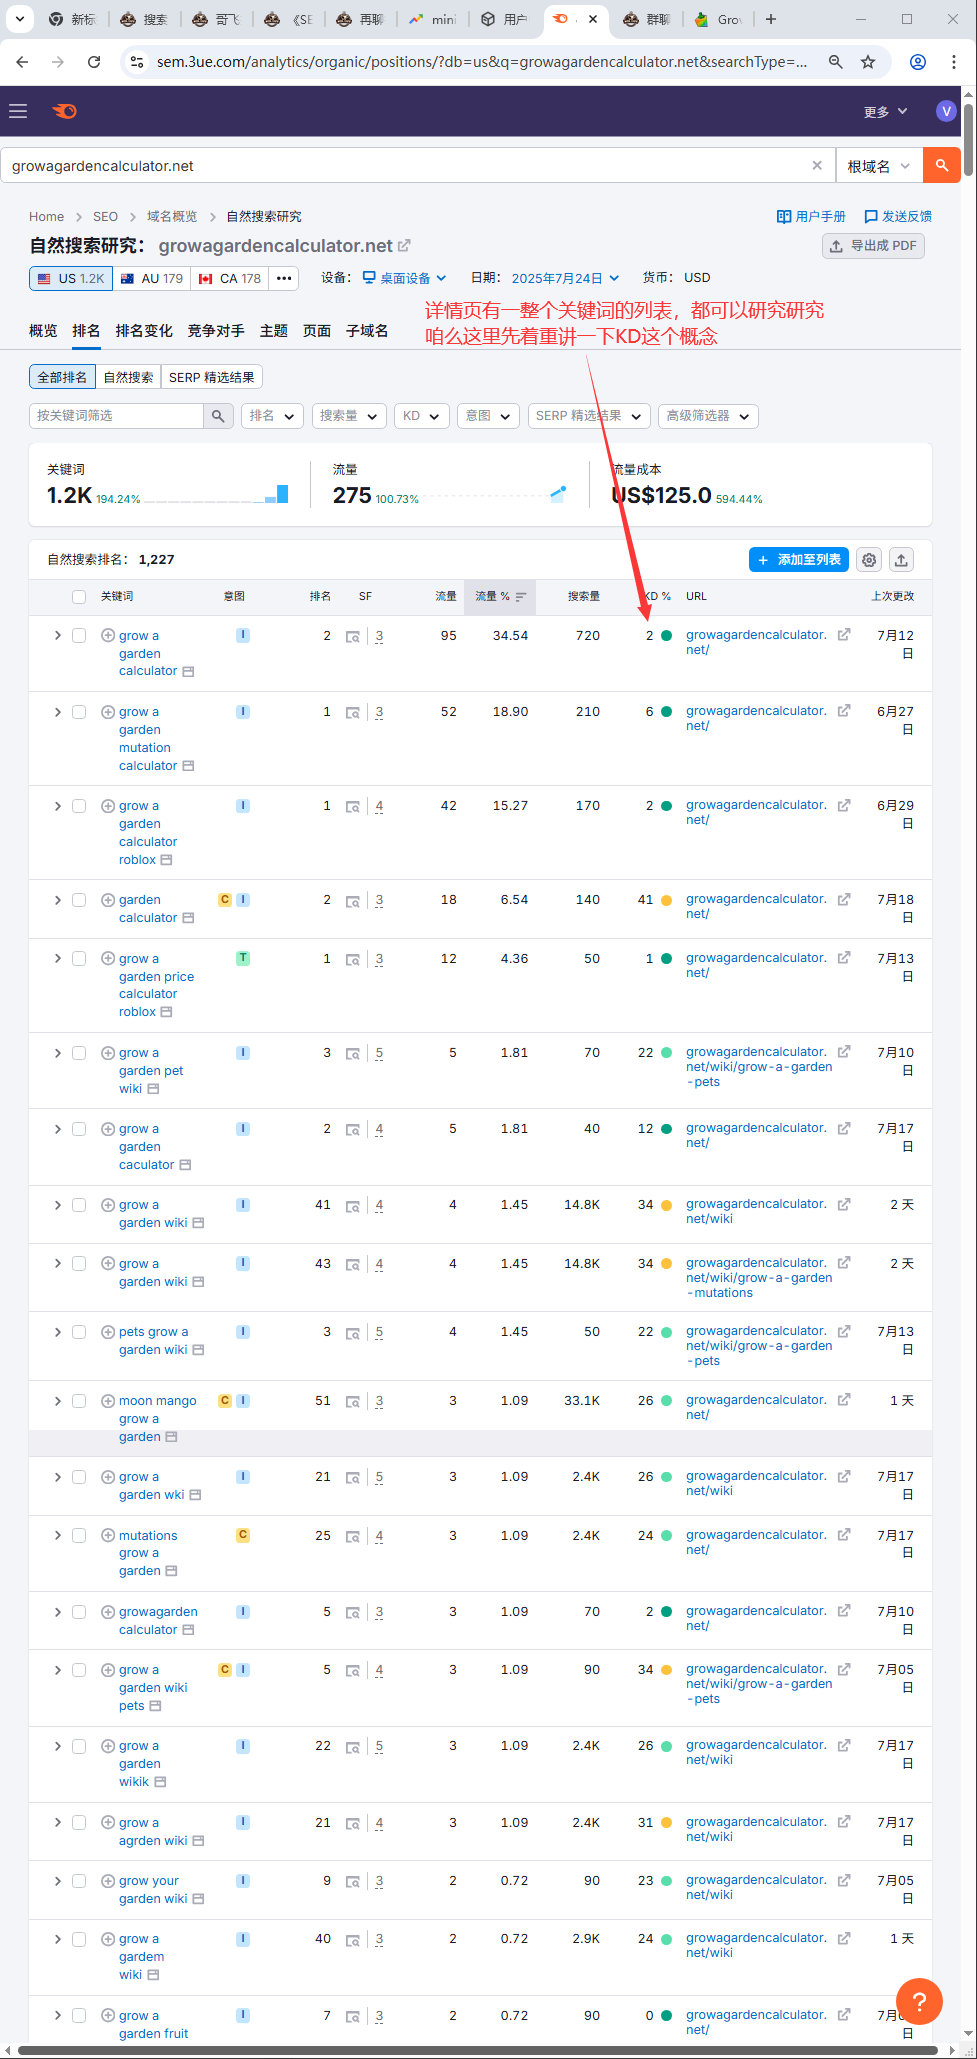 新标
搜索
哥飞
《SE
再聊
mini
用户
群聊
Gro
sem.3ue.com/analytics/organic/positions/?db=us&q=growagardencalculator.net&searchType=...
更多
V
growagardencalculator.net
根域名
Home > SEO > 域名概览 > 自然搜索研究
用户手册
发送反馈
自然搜索研究： growagardencalculator.net
导出成 PDF
US 1.2K
AU 179
CA 178
•••
设备： 桌面设备
日期： 2025年7月24日
货币： USD
详情页有一整个关键词的列表，都可以研究研究
咱么这里先着重讲一下KD这个概念
概览 排名 排名变化 竞争对手 主题 页面 子域名
全部排名 自然搜索 SERP 精选结果
按关键词筛选
排名
搜索量
KD
意图
SERP 精选结果
高级筛选器
关键词
1.2K 194.24%
流量
275 100.73%
流量成本
US$125.0 594.44%
自然搜索排名： 1,227
+ 添加至列表
关键词 意图 排名 SF 流量 流量 % 搜索量 KD % URL 上次更改
grow a garden calculator I 2 3 95 34.54 720 2 growagardencalculator.net/ 7月12日
grow a garden mutation calculator I 1 3 52 18.90 210 6 growagardencalculator.net/ 6月27日
grow a garden calculator roblox I 1 4 42 15.27 170 2 growagardencalculator.net/ 6月29日
garden calculator C I 2 3 18 6.54 140 41 growagardencalculator.net/ 7月18日
grow a garden price calculator roblox T 1 3 12 4.36 50 1 growagardencalculator.net/ 7月13日
grow a garden pet wiki I 3 5 5 1.81 70 22 growagardencalculator.net/wiki/grow-a-garden-pets 7月10日
grow a garden caculator I 2 4 5 1.81 40 12 growagardencalculator.net/ 7月17日
grow a garden wiki I 41 4 4 1.45 14.8K 34 growagardencalculator.net/wiki 2 天
grow a garden wiki I 43 4 4 1.45 14.8K 34 growagardencalculator.net/wiki/grow-a-garden-mutations 2 天
pets grow a garden wiki I 3 5 4 1.45 50 22 growagardencalculator.net/wiki/grow-a-garden-pets 7月13日
moon mango grow a garden C I 51 3 3 1.09 33.1K 26 growagardencalculator.net/ 1 天
grow a garden wki I 21 5 3 1.09 2.4K 26 growagardencalculator.net/wiki 7月17日
mutations grow a garden C 25 4 3 1.09 2.4K 24 growagardencalculator.net/ 7月17日
growagarden calculator I 5 3 3 1.09 70 2 growagardencalculator.net/ 7月10日
grow a garden wiki pets C I 5 4 3 1.09 90 34 growagardencalculator.net/wiki/grow-a-garden-pets 7月05日
grow a garden wikik I 22 5 3 1.09 2.4K 26 growagardencalculator.net/wiki 7月17日
grow a agrden wiki I 21 4 3 1.09 2.4K 31 growagardencalculator.net/wiki 7月17日
grow your garden wiki I 9 3 2 0.72 90 23 growagardencalculator.net/wiki 7月05日
grow a gardem wiki I 40 3 2 0.72 2.9K 24 growagardencalculator.net/wiki 1 天
grow a garden fruit I 7 3 2 0.72 90 0 growagardencalculator.net/ 7月 日
?